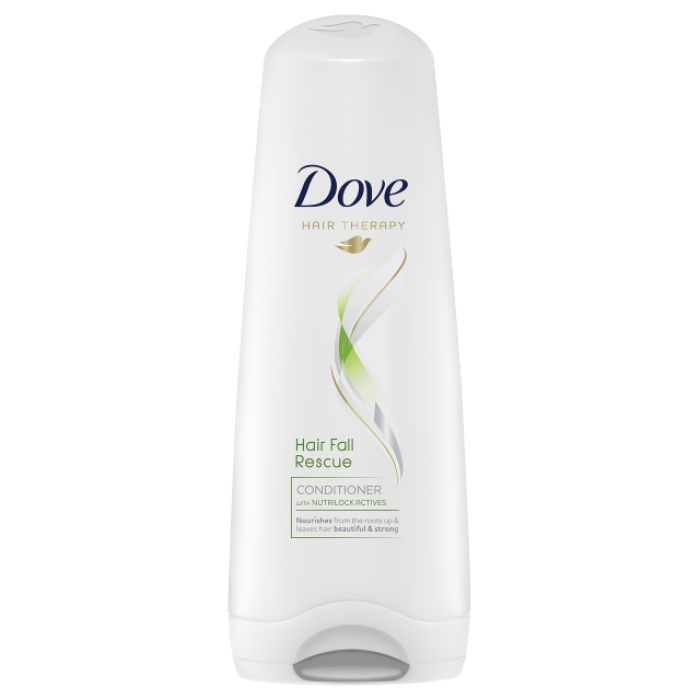 Dove
HAIR THERAPY
Hair Fall
Rescue
CONDITIONER
WITH NUTRILOCK ACTIVES
Nourishes from the roots up &
leaves hair beautiful & strong